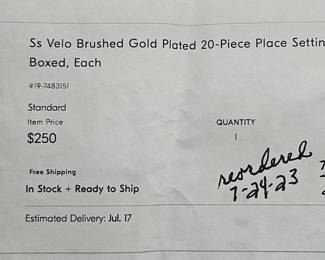 Ss Velo Brushed Gold Plated 20-Piece Place Settin
Boxed, Each
#19-7483151
Standard
Item Price
QUANTITY
$250
1
reordered
7-24-23
Free Shipping
In Stock + Ready to Ship
Estimated Delivery: Jul. 17